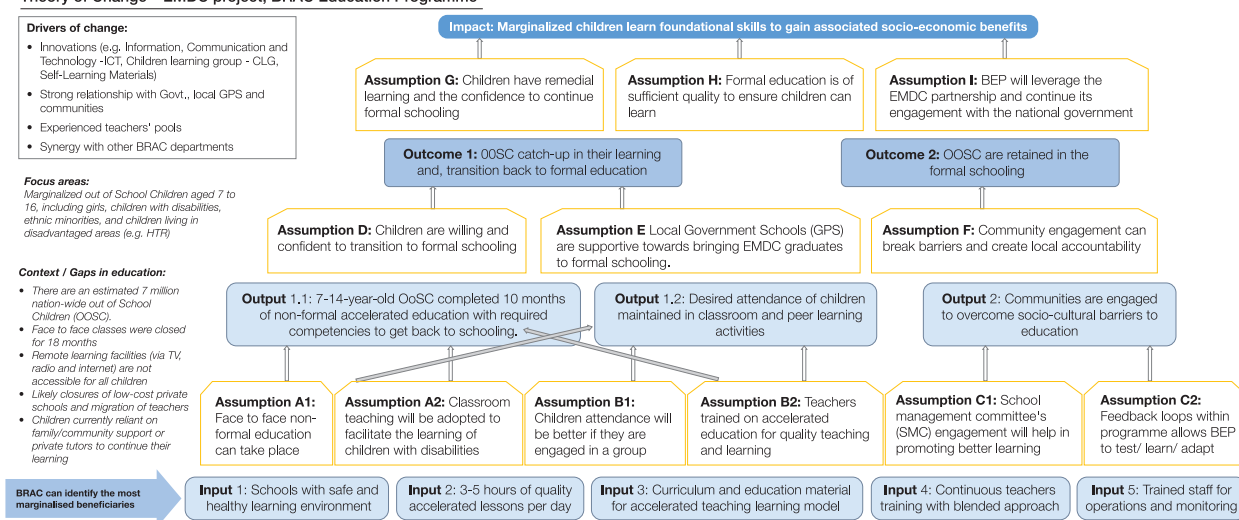 Theory of Change – EMDC project, BRAC Education Programme
Drivers of change:
• Innovations (e.g. Information, Communication and
Technology -ICT, Children learning group - CLG,
Self-Learning Materials)
• Strong relationship with Govt,, local GPS and
communities
• Experienced teachers' pools
• Synergy with other BRAC departments
Focus areas:
Marginalized out of School Children aged 7 to
16, including girls, children with disabilities,
ethnic minorities, and children living in
disadvantaged areas (e.g. HTR)
Context / Gaps in education:
• There are an estimated 7 million
nation-wide out of School
Children (OOSC).
• Face to face classes were closed
for 18 months
• Remote learning facilities (via TV,
radio and internet) are not
accessible for all children
• Likely closures of low-cost private
schools and migration of teachers
• Children currently reliant on
family/community support or
private tutors to continue their
learning
Impact: Marginalized children learn foundational skills to gain associated socio-economic benefits
Assumption G: Children have remedial
learning and the confidence to continue
formal schooling
Assumption H: Formal education is of
sufficient quality to ensure children can
learn
Assumption I: BEP will leverage the
EMDC partnership and continue its
engagement with the national government
Outcome 1: 00SC catch-up in their learning
and, transition back to formal education
Outcome 2: OOSC are retained in the
formal schooling
Assumption D: Children are willing and
confident to transition to formal schooling
Assumption E Local Government Schools (GPS)
are supportive towards bringing EMDC graduates
to formal schooling.
Assumption F: Community engagement can
break barriers and create local accountability
Output 1.1: 7-14-year-old OoSC completed 10 months
of non-formal accelerated education with required
competencies to get back to schooling.
Output 1.2: Desired attendance of children
maintained in classroom and peer learning
activities
Output 2: Communities are engaged
to overcome socio-cultural barriers to
education
Assumption A1:
Face to face non-
formal education
can take place
Assumption A2: Classroom
teaching will be adopted to
facilitate the learning of
children with disabilities
Assumption B1:
Children attendance will
be better if they are
engaged in a group
Assumption B2: Teachers
trained on accelerated
education for quality teaching
and learning
Assumption C1: School
management committee's
(SMC) engagement will help in
promoting better learning
Assumption C2:
Feedback loops within
programme allows BEP
to test/ learn/ adapt
BRAC can identify the most
marginalised beneficiaries
Input 1: Schools with safe and
healthy learning environment
Input 2: 3-5 hours of quality
accelerated lessons per day
Input 3: Curriculum and education material
for accelerated teaching learning model
Input 4: Continuous teachers
training with blended approach
Input 5: Trained staff for
operations and monitoring